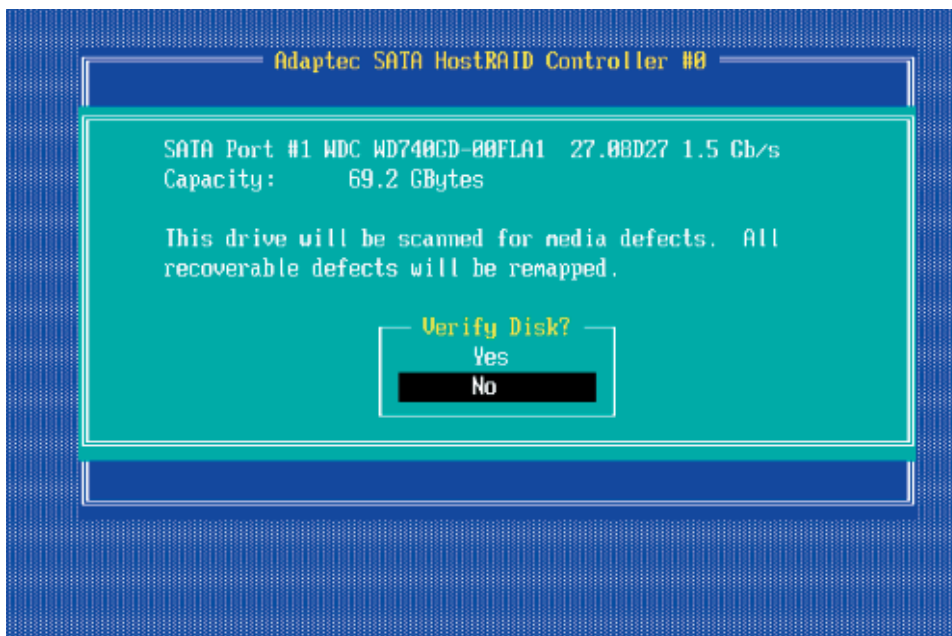 Adaptec SATA HostRAID Controller #0
SATA Port #1 WDC WD740GD-00FLA1 27.08D27 1.5 Gb/s
Capacity: 69.2 GBytes
This drive will be scanned for media defects. All
recoverable defects will be remapped.
Verify Disk?
Yes
No